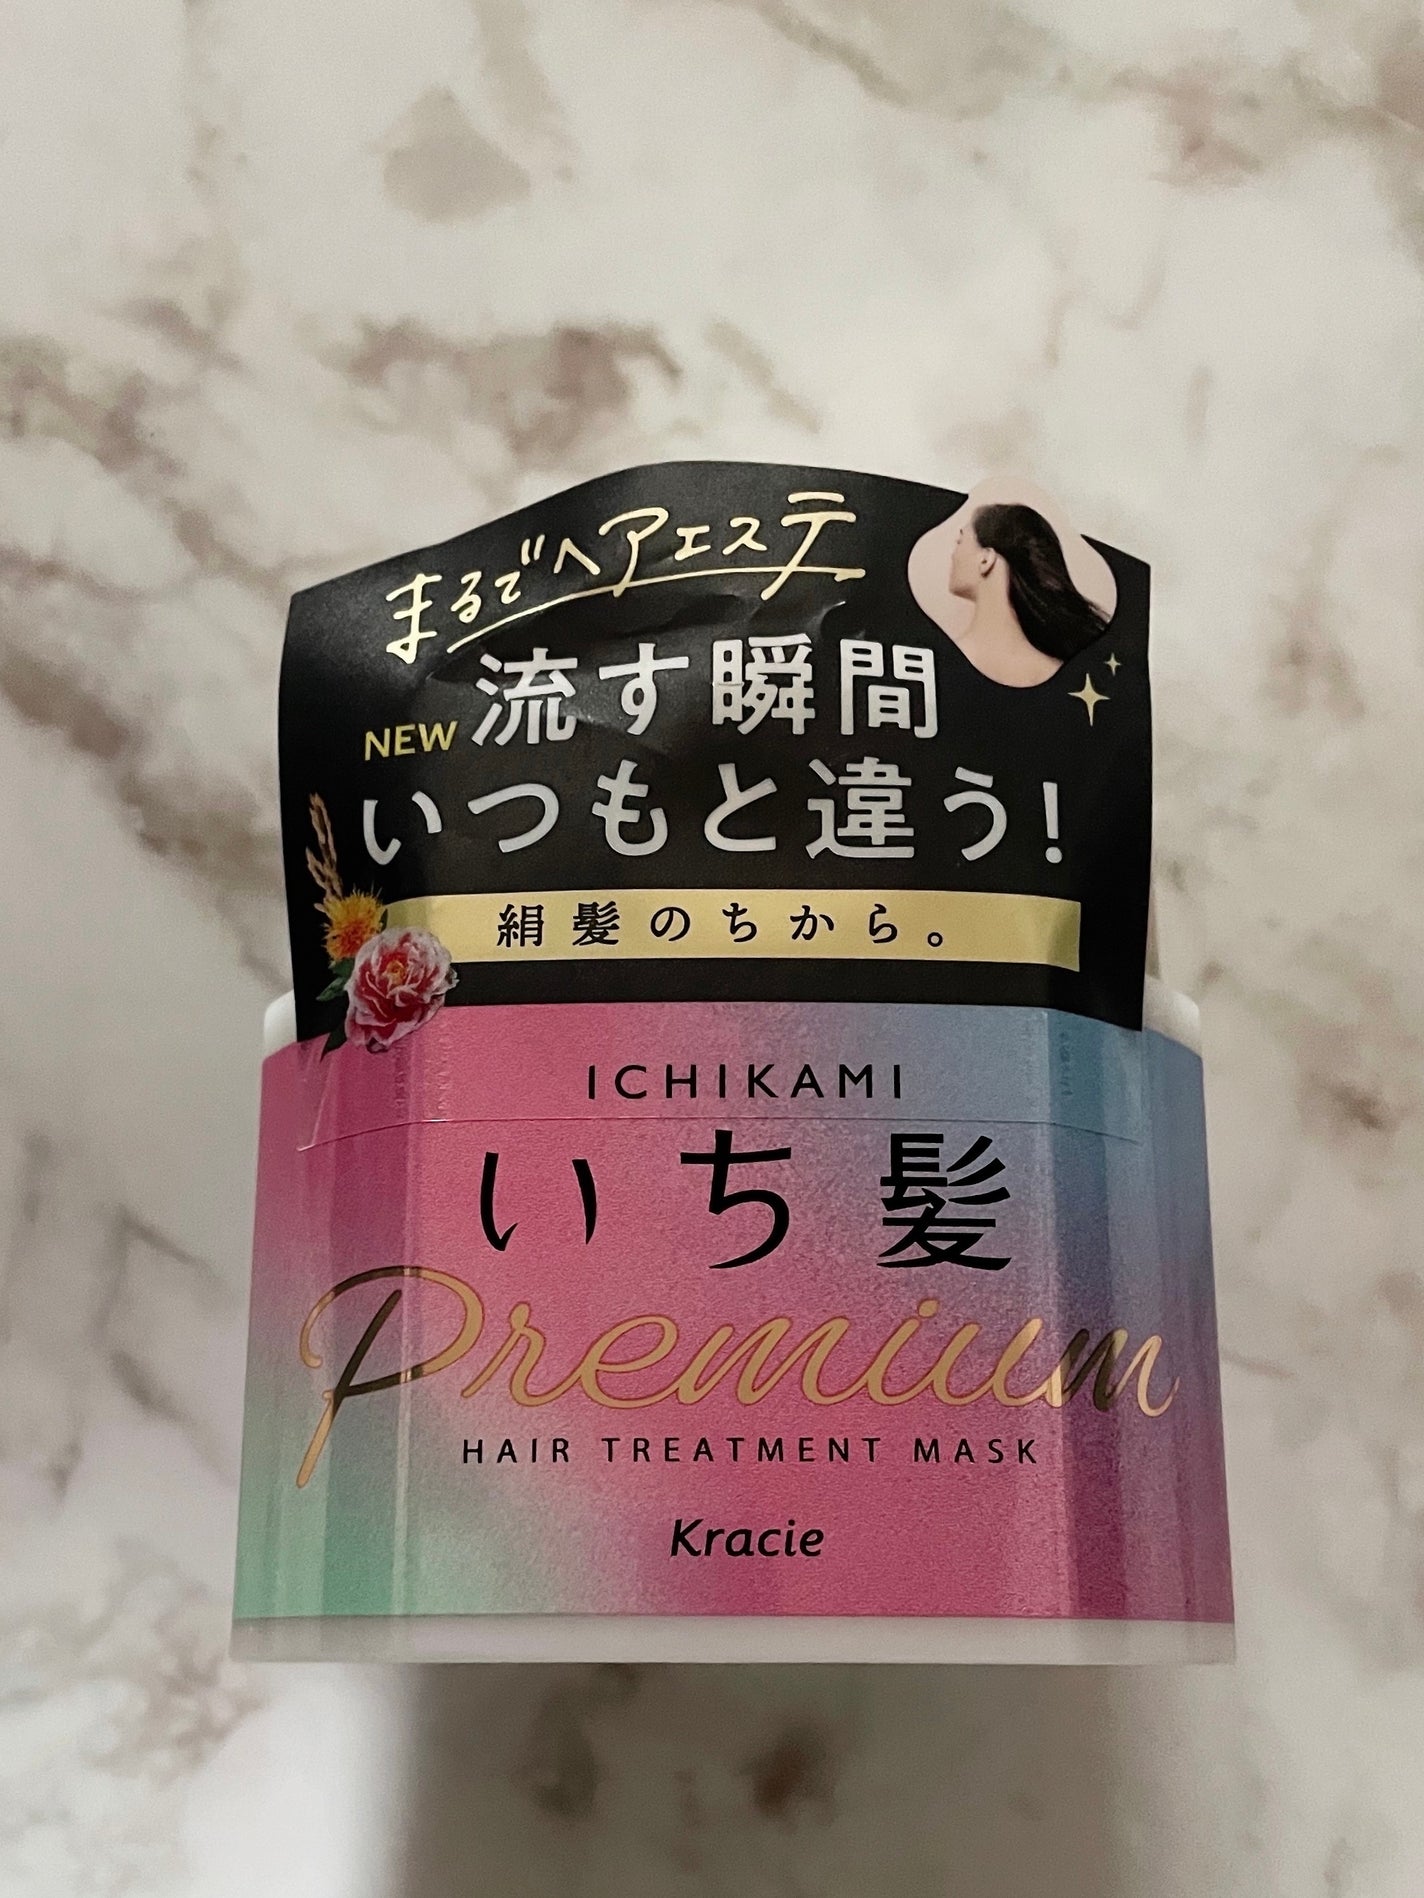 まるでヘアエステ
流す瞬間
NEW
いつもと違う!
絹髪のちから。
ICHIKAMI
いち髪
Premium
HAIR TREATMENT MASK
Kracie